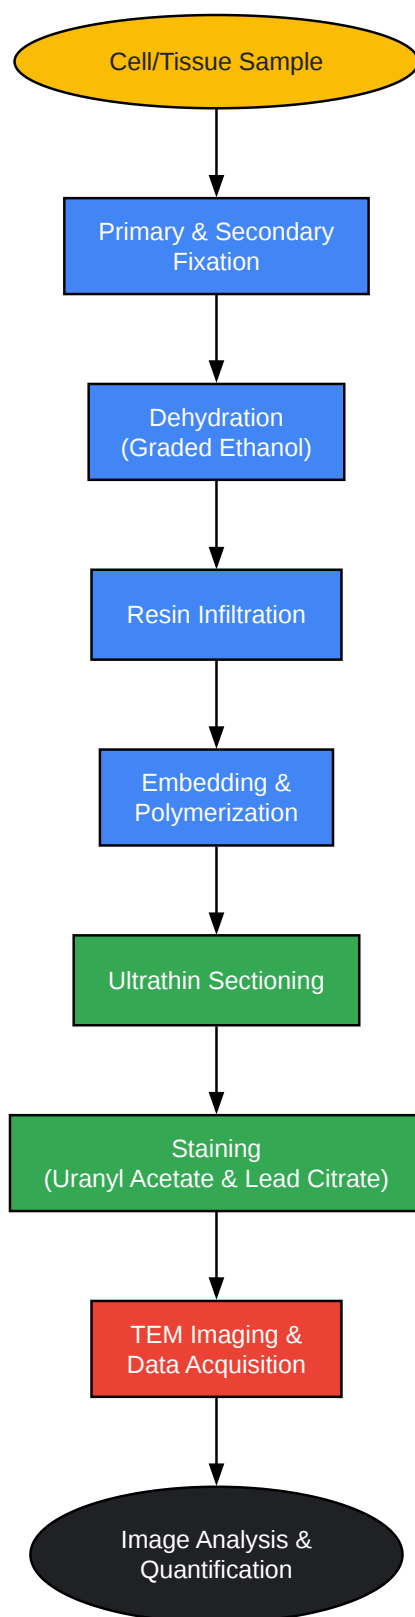 Cell/Tissue Sample
Primary & Secondary
Fixation
Dehydration
(Graded Ethanol)
Resin Infiltration
Embedding &
Polymerization
Ultrathin Sectioning
Staining
(Uranyl Acetate & Lead Citrate)
TEM Imaging &
Data Acquisition
Image Analysis &
Quantification